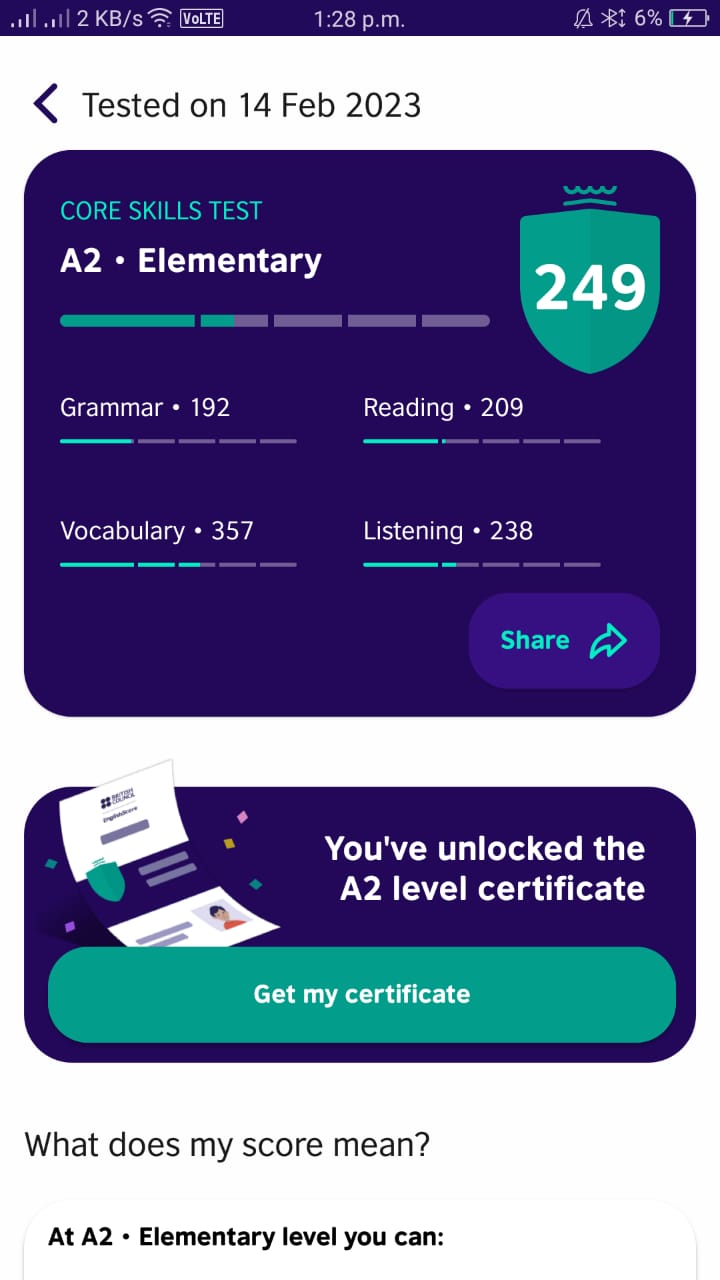 2 KB/s VoLTE 1:28 p.m. 6%
Tested on 14 Feb 2023
CORE SKILLS TEST
A2 • Elementary
249
Grammar • 192
Reading • 209
Vocabulary • 357
Listening • 238
Share
BRITISH
COUNCIL
EnglishScore
You've unlocked the
A2 level certificate
Get my certificate
What does my score mean?
At A2 • Elementary level you can: